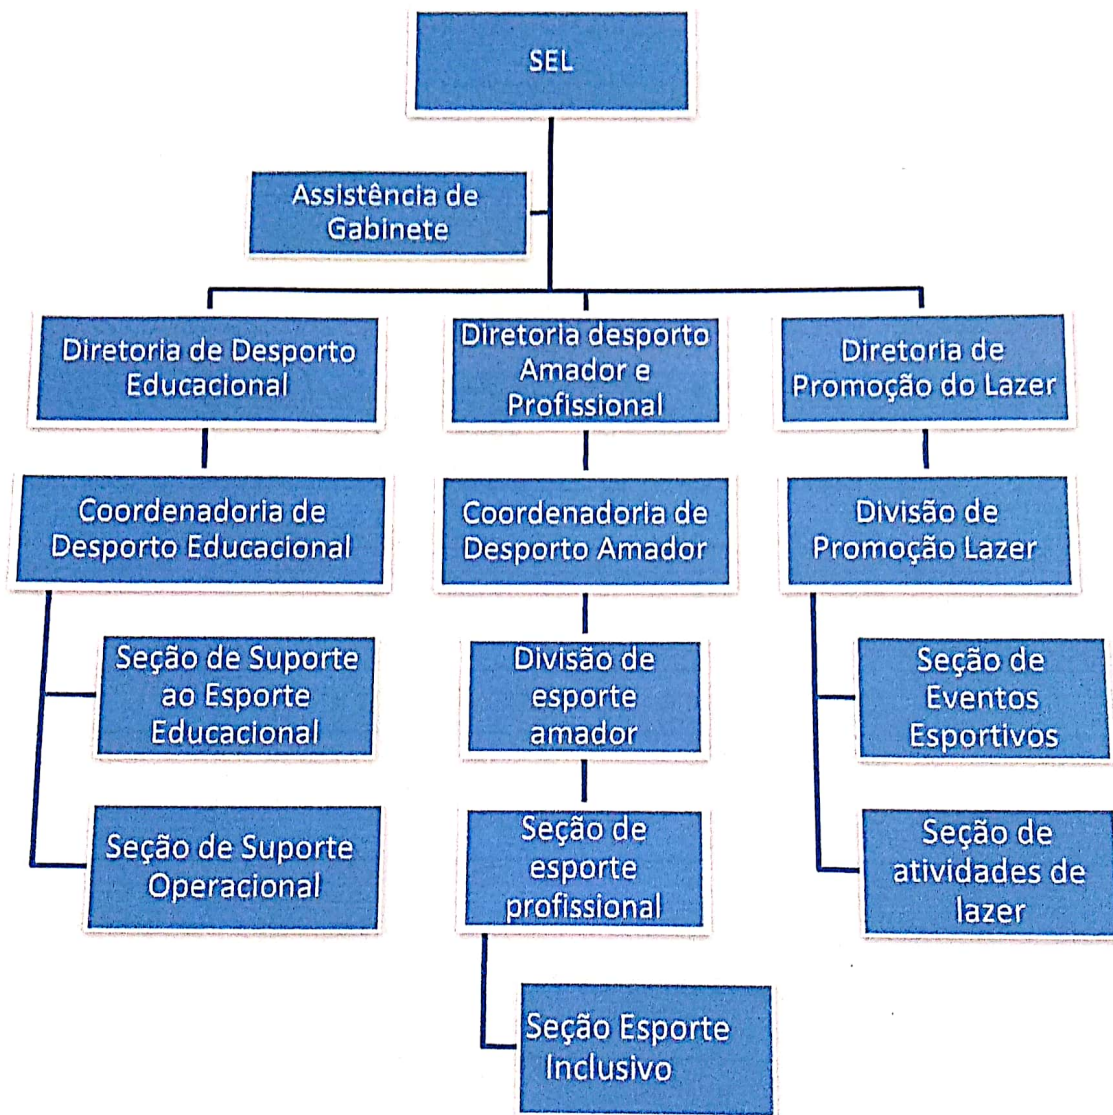 SEL
Assistência de
Gabinete
Diretoria de Desporto
Educacional
Diretoria desporto
Amador e
Profissional
Diretoria de
Promoção do Lazer
Coordenadoria de
Desporto Educacional
Coordenadoria de
Desporto Amador
Divisão de
Promoção Lazer
Seção de Suporte
ao Esporte
Educacional
Divisão de
esporte
amador
Seção de
Eventos
Esportivos
Seção de Suporte
Operacional
Seção de
esporte
profissional
Seção de
atividades de
lazer
Seção Esporte
Inclusivo